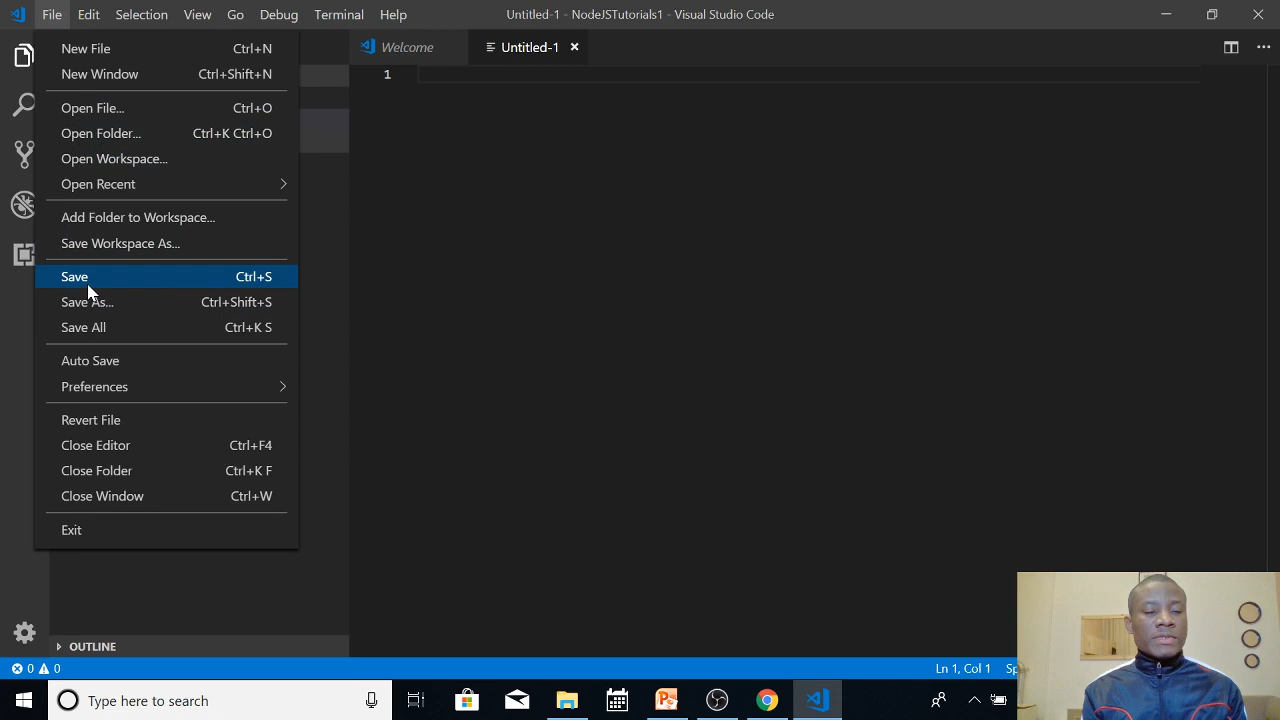 File Edit Selection View Go Debug Terminal Help Untitled-1 - NodeJSTutorials1 - Visual Studio Code
Welcome Untitled-1
New File Ctrl+N
New Window Ctrl+Shift+N
Open File... Ctrl+O
Open Folder... Ctrl+K Ctrl+O
Open Workspace...
Open Recent
Add Folder to Workspace...
Save Workspace As...
Save Ctrl+S
Save As... Ctrl+Shift+S
Save All Ctrl+K S
Auto Save
Preferences
Revert File
Close Editor Ctrl+F4
Close Folder Ctrl+K F
Close Window Ctrl+W
Exit
1
OUTLINE
0 0 Ln 1, Col 1
Type here to search